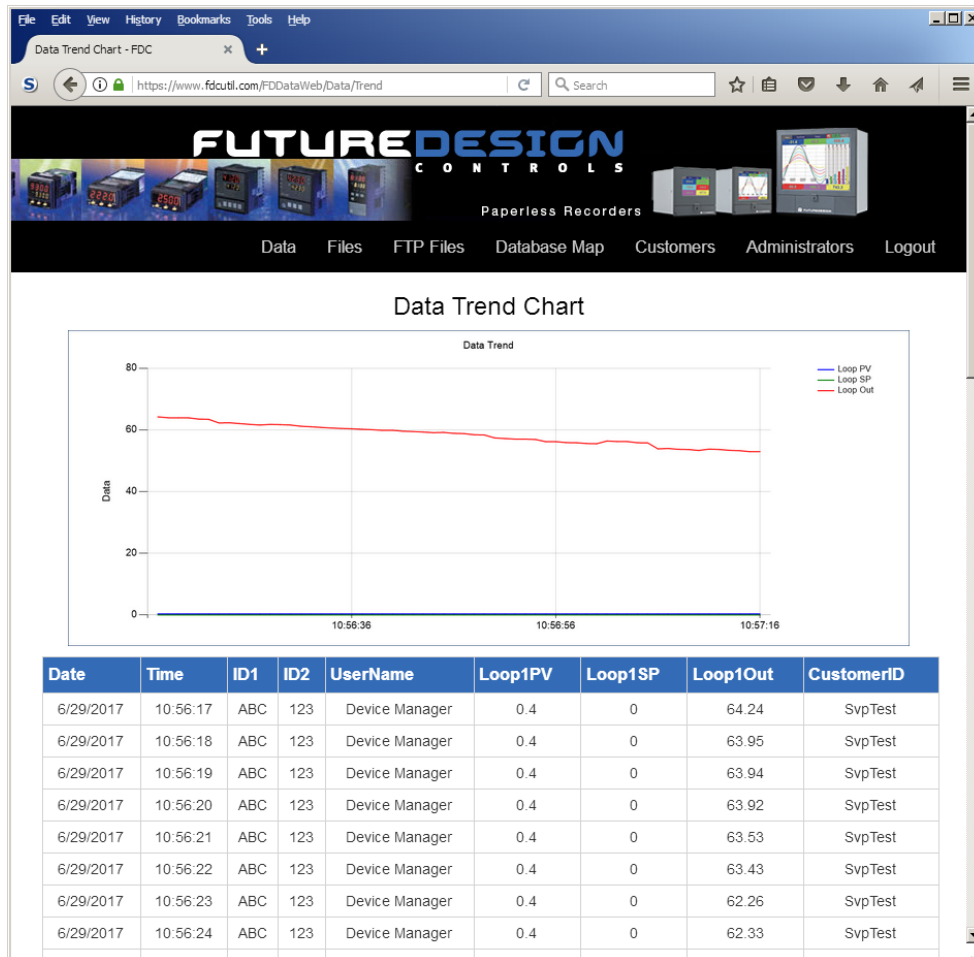 File Edit View History Bookmarks Tools Help
Data Trend Chart - FDC
https://www.fdcutil.com/FDDataWeb/Data/Trend
Search
FUTUREDESIGN
CONTROLS
Paperless Recorders
Data Files FTP Files Database Map Customers Administrators Logout
Data Trend Chart
Data Trend
Loop PV
Loop SP
Loop Out
80
60
40
20
0
Data
10:56:36 10:56:56 10:57:16
Date Time ID1 ID2 UserName Loop1PV Loop1SP Loop1Out CustomerID
6/29/2017 10:56:17 ABC 123 Device Manager 0.4 0 64.24 SvpTest
6/29/2017 10:56:18 ABC 123 Device Manager 0.4 0 63.95 SvpTest
6/29/2017 10:56:19 ABC 123 Device Manager 0.4 0 63.94 SvpTest
6/29/2017 10:56:20 ABC 123 Device Manager 0.4 0 63.92 SvpTest
6/29/2017 10:56:21 ABC 123 Device Manager 0.4 0 63.53 SvpTest
6/29/2017 10:56:22 ABC 123 Device Manager 0.4 0 63.43 SvpTest
6/29/2017 10:56:23 ABC 123 Device Manager 0.4 0 62.26 SvpTest
6/29/2017 10:56:24 ABC 123 Device Manager 0.4 0 62.33 SvpTest